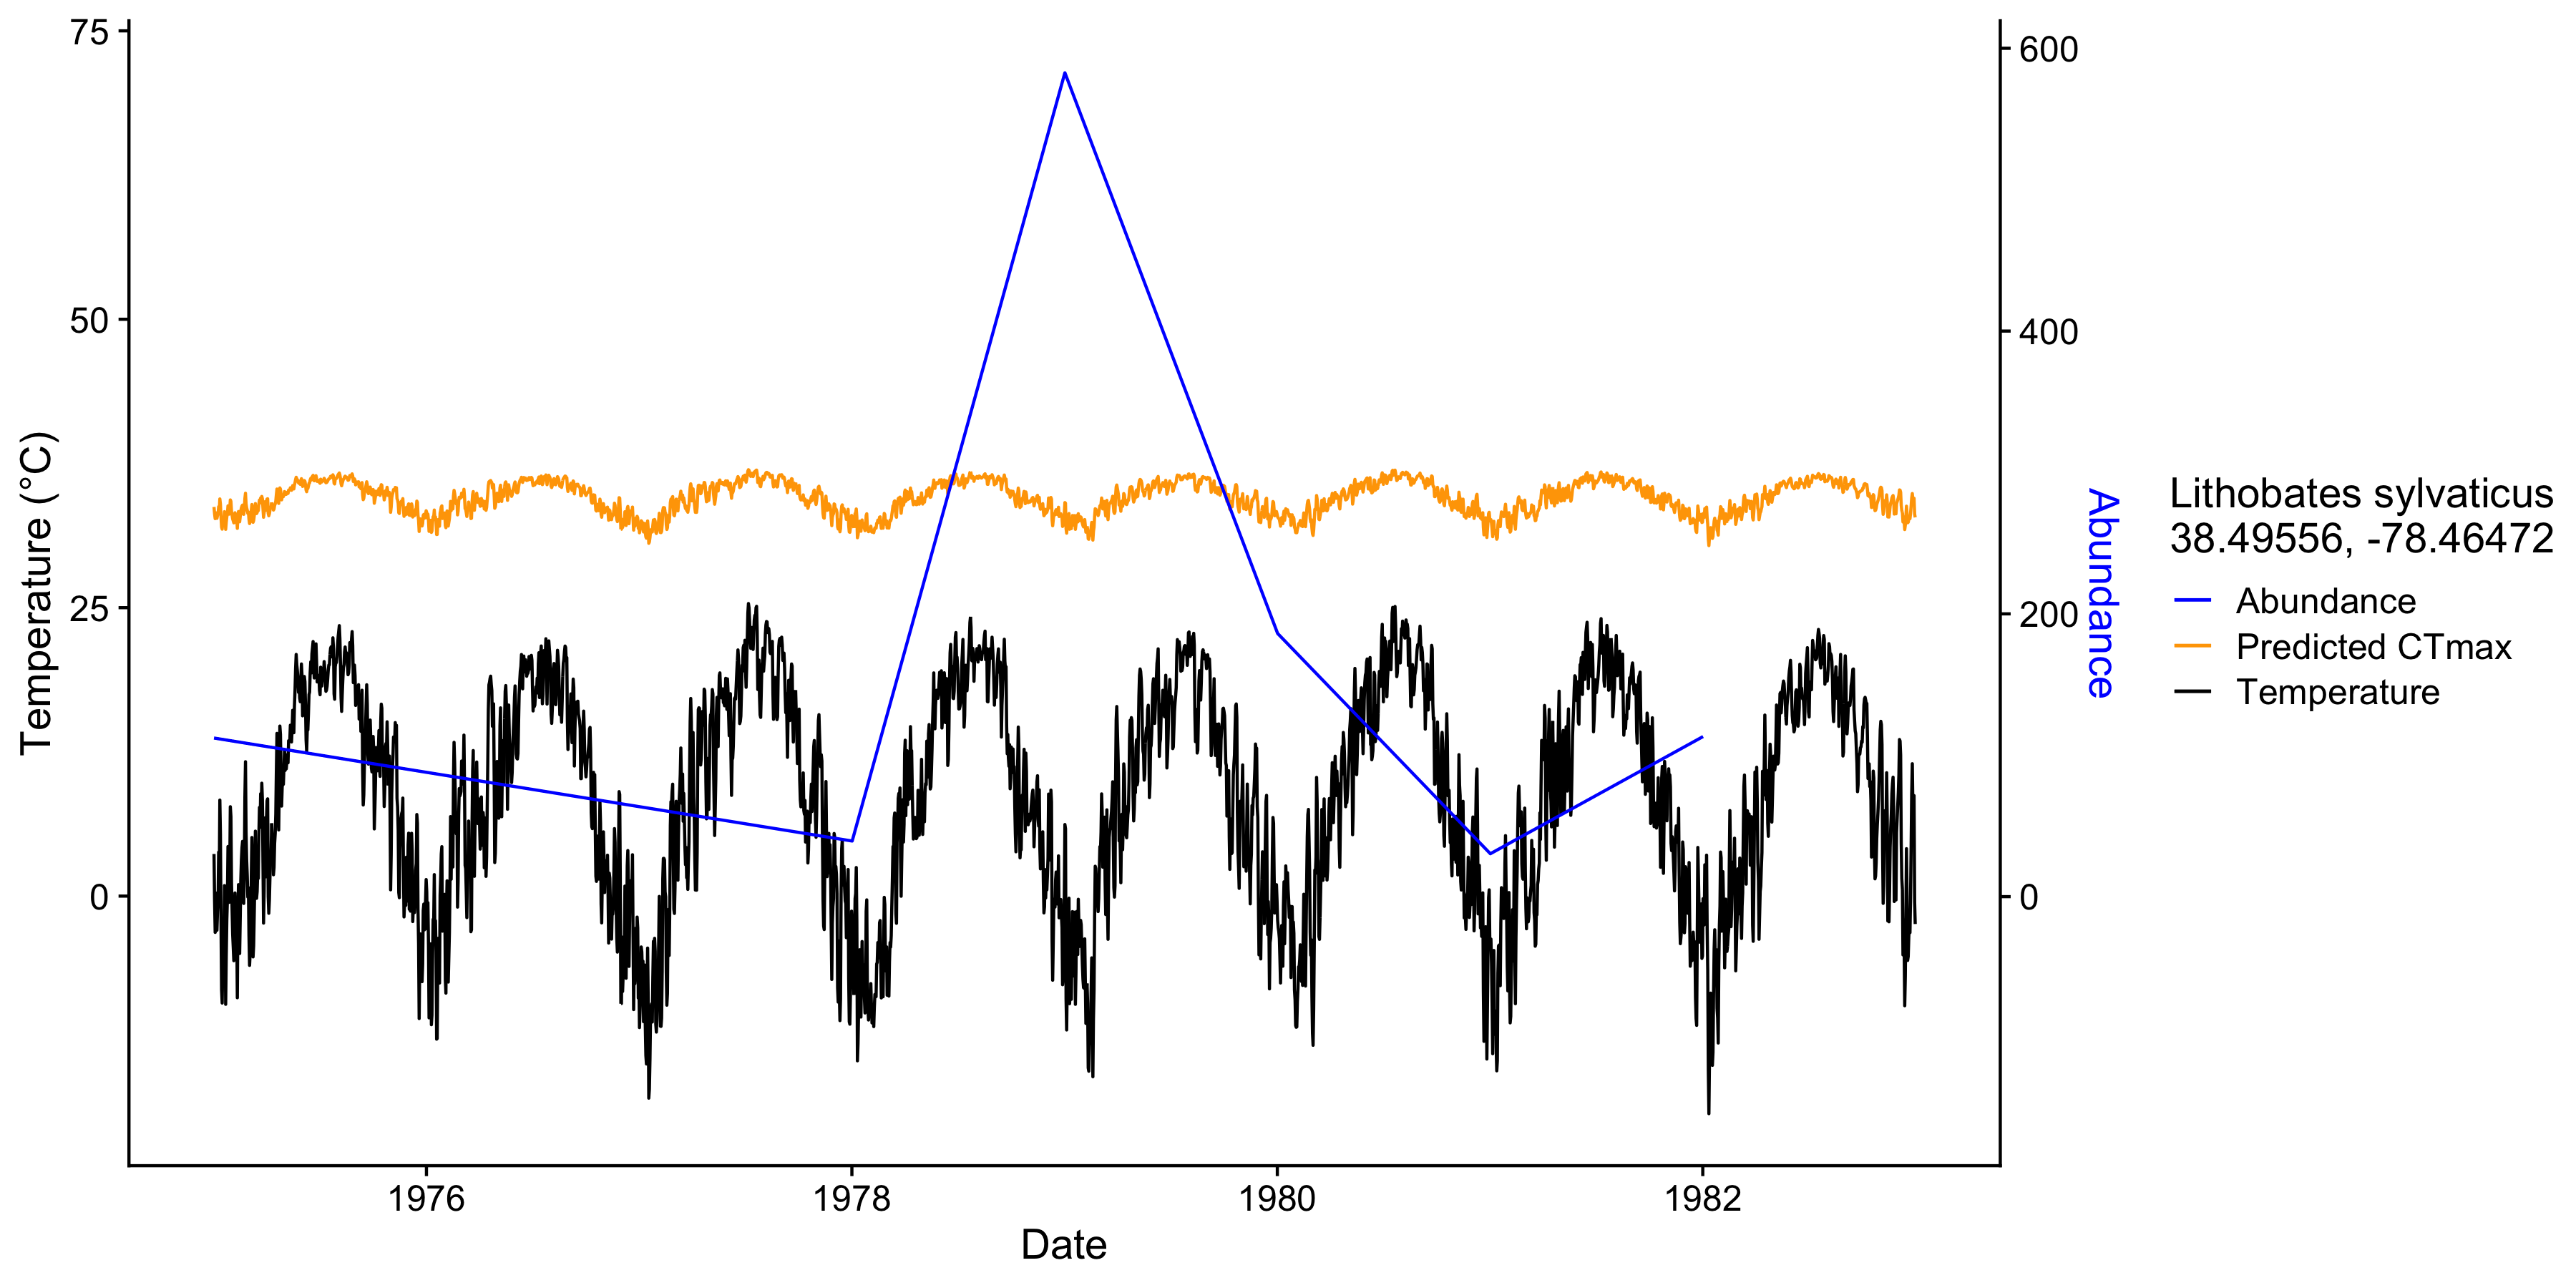 75
50
25
0
Temperature (°C)
1976
1978
1980
1982
Date
600
400
200
0
Abundance
Lithobates sylvaticus
38.49556, -78.46472
Abundance
Predicted CTmax
Temperature